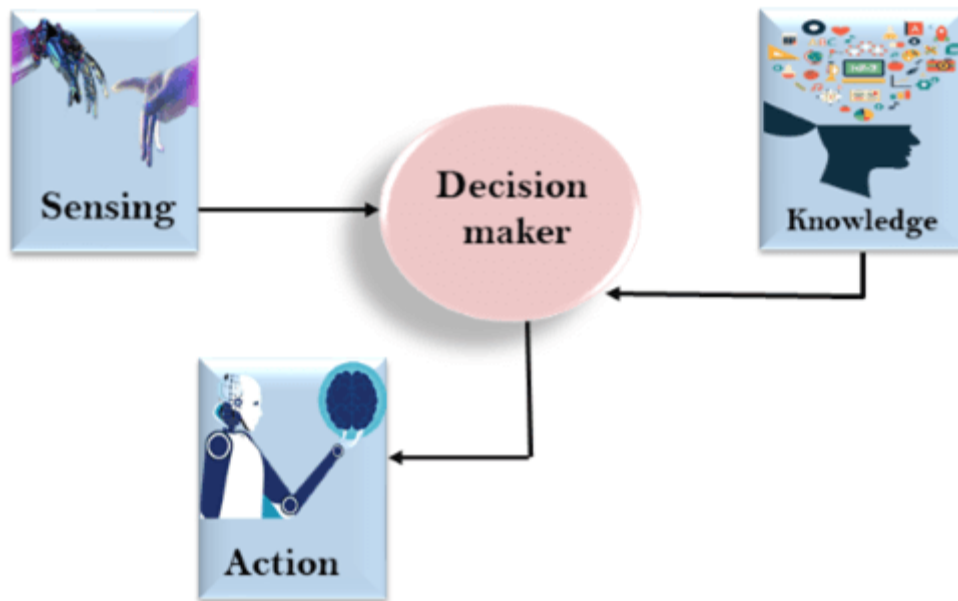 Sensing
Decision
maker
Knowledge
Action